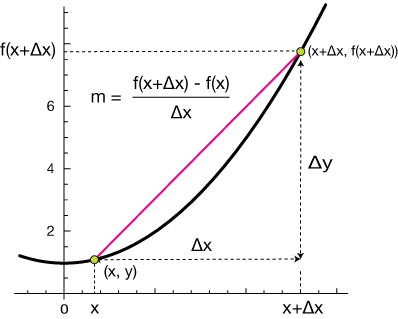 f(x+Δx)
(x+Δx, f(x+Δx))
m = f(x+Δx) - f(x)
Δx
6
4
Δy
2
Δx
(x, y)
0
x
x+Δx